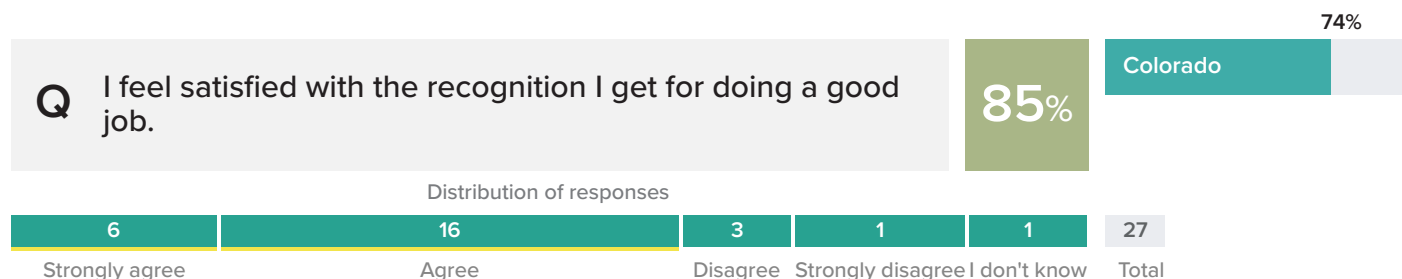 74%
Q
I feel satisfied with the recognition I get for doing a good
job.
85%
Colorado
Distribution of responses
6 16 3 1 1 27
Strongly agree Agree Disagree Strongly disagree I don't know Total